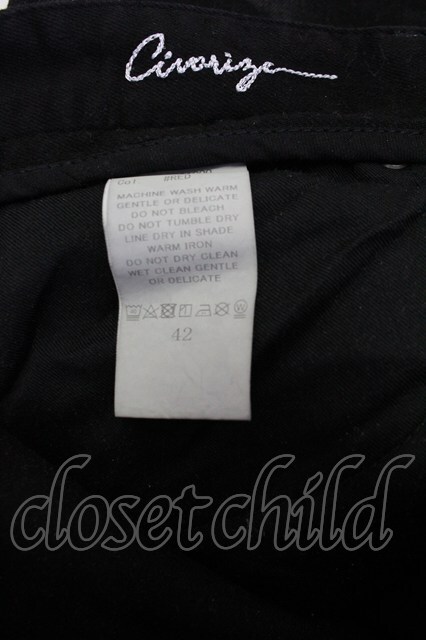 Civarize
MACHINE WASH WARM
GENTLE OR DELICATE
DO NOT BLEACH
DO NOT TUMBLE DRY
LINE DRY IN SHADE
WARM IRON
DO NOT DRY CLEAN
WET CLEAN GENTLE
OR DELICATE
42
closetchild